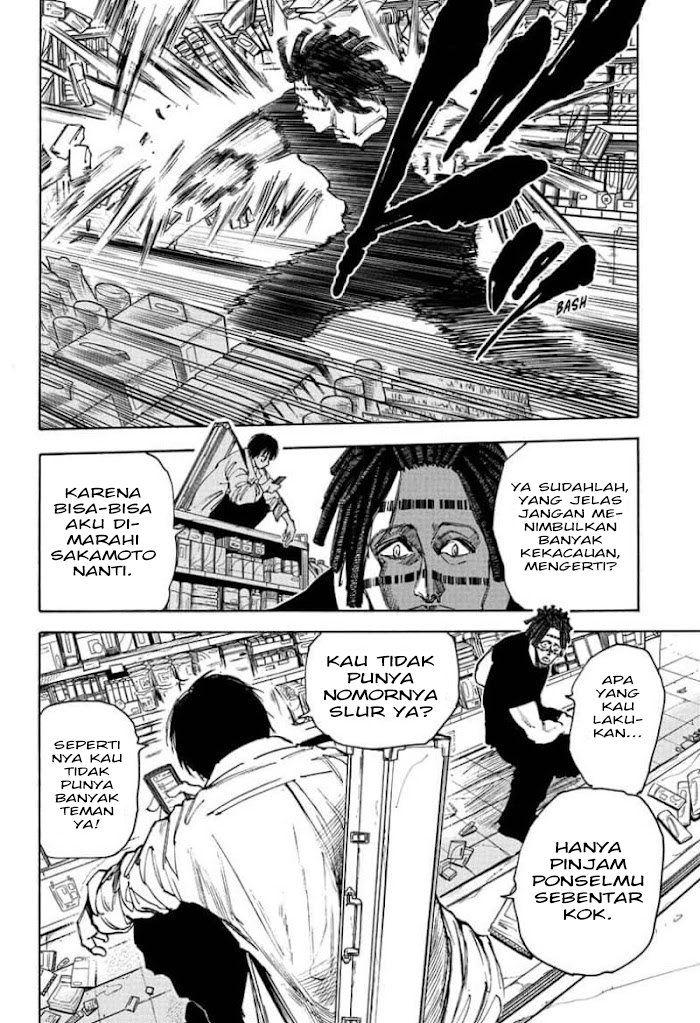 BASH
YA SUDAHLAH,
YANG JELAS
JANGAN ME-
NIMBULKAN
BANYAK
KEKACAUAN,
MENGERTI?
KARENA
BISA-BISA
AKU DI-
MARAHI
SAKAMOTO
NANTI.
APA
YANG
KAU
LAKU-
KAN...
KAU TIDAK
PUNYA
NOMORNYA
SLUR YA?
HANYA
PINJAM
PONSELMU
SEBENTAR
KOK.
SEPERTI
NYA KAU
TIDAK
PUNYA
BANYAK
TEMAN
YA!